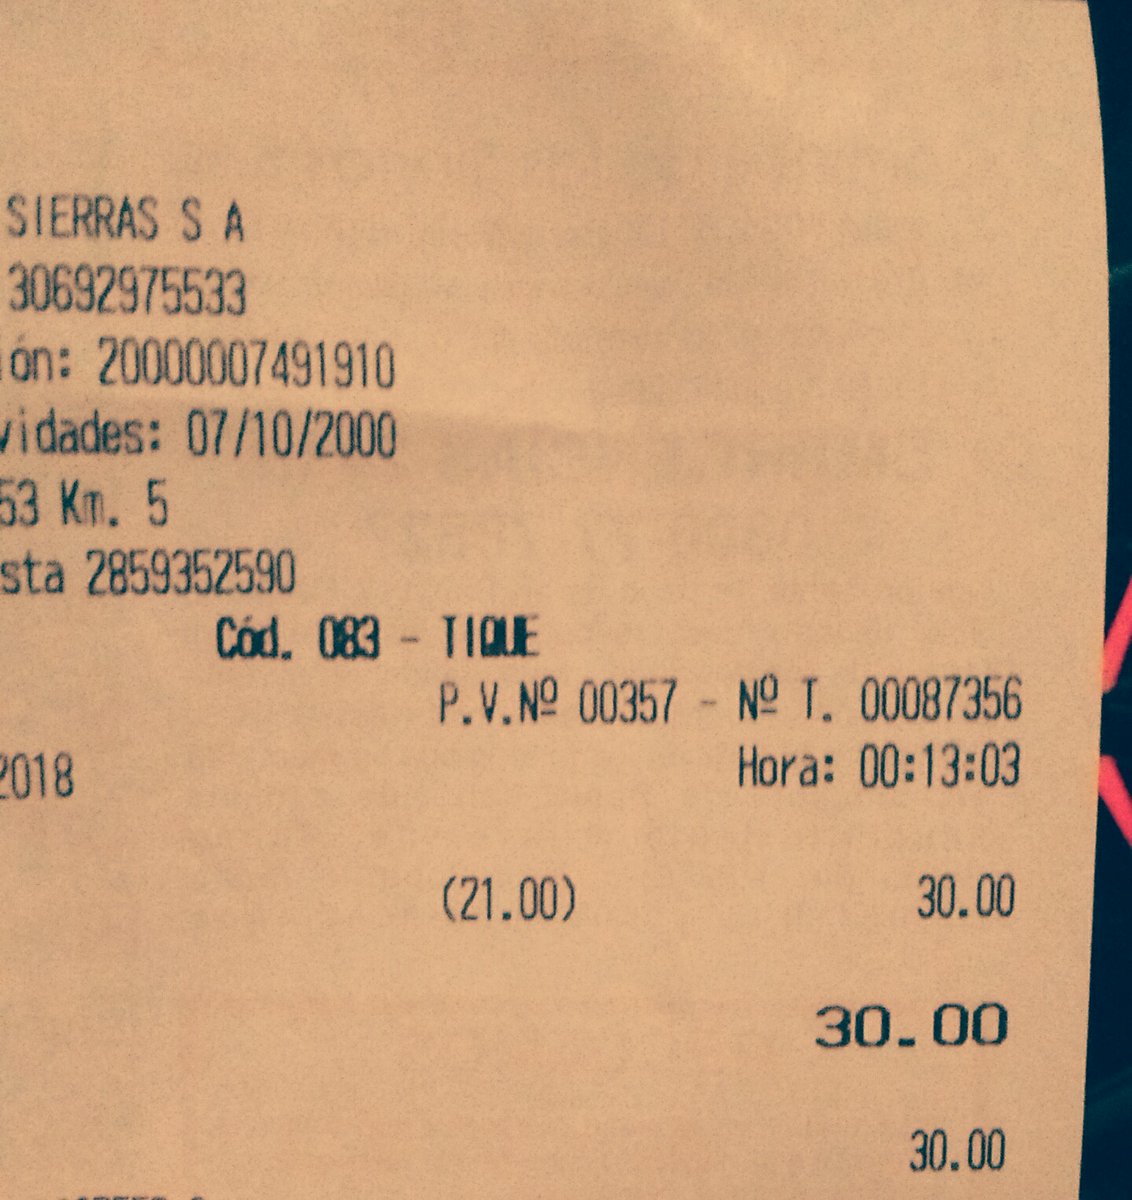 SIERRAS S A
30692975533
ión: 20000007491910
vidades: 07/10/2000
53 Km. 5
sta 2859352590
Cód. 083 - TIQUE
P.V.Nº 00357 - Nº T. 00087356
2018 Hora: 00:13:03
(21.00) 30.00
30.00
30.00